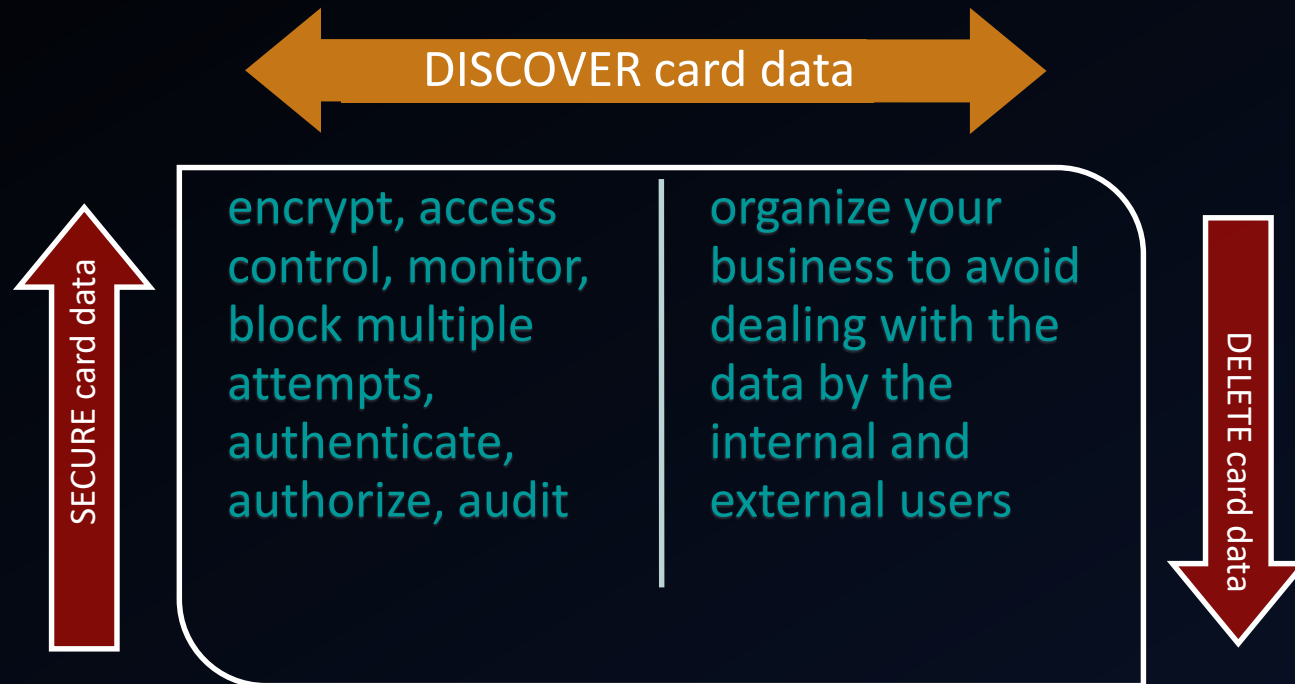 DISCOVER card data
SECURE card data
encrypt, access
control, monitor,
block multiple
attempts,
authenticate,
authorize, audit
organize your
business to avoid
dealing with the
data by the
internal and
external users
DELETE card data